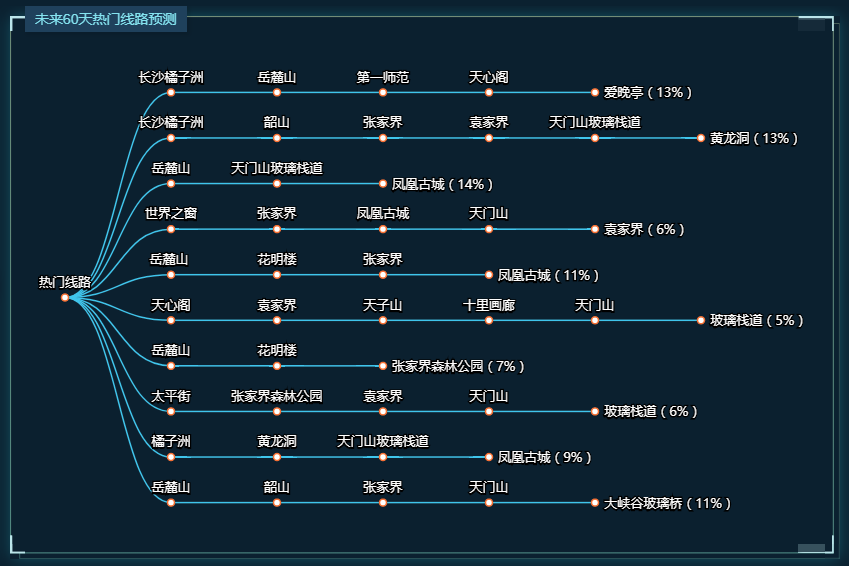 未来60天热门线路预测
长沙橘子洲 岳麓山 第一师范 天心阁 爱晚亭（13%）
长沙橘子洲 韶山 张家界 袁家界 天门山玻璃栈道 黄龙洞（13%）
岳麓山 天门山玻璃栈道 凤凰古城（14%）
世界之窗 张家界 凤凰古城 天门山 袁家界（6%）
岳麓山 花明楼 张家界 凤凰古城（11%）
热门线路
天心阁 袁家界 天子山 十里画廊 天门山 玻璃栈道（5%）
岳麓山 花明楼 张家界森林公园（7%）
太平街 张家界森林公园 袁家界 天门山 玻璃栈道（6%）
橘子洲 黄龙洞 天门山玻璃栈道 凤凰古城（9%）
岳麓山 韶山 张家界 天门山 大峡谷玻璃桥（11%）